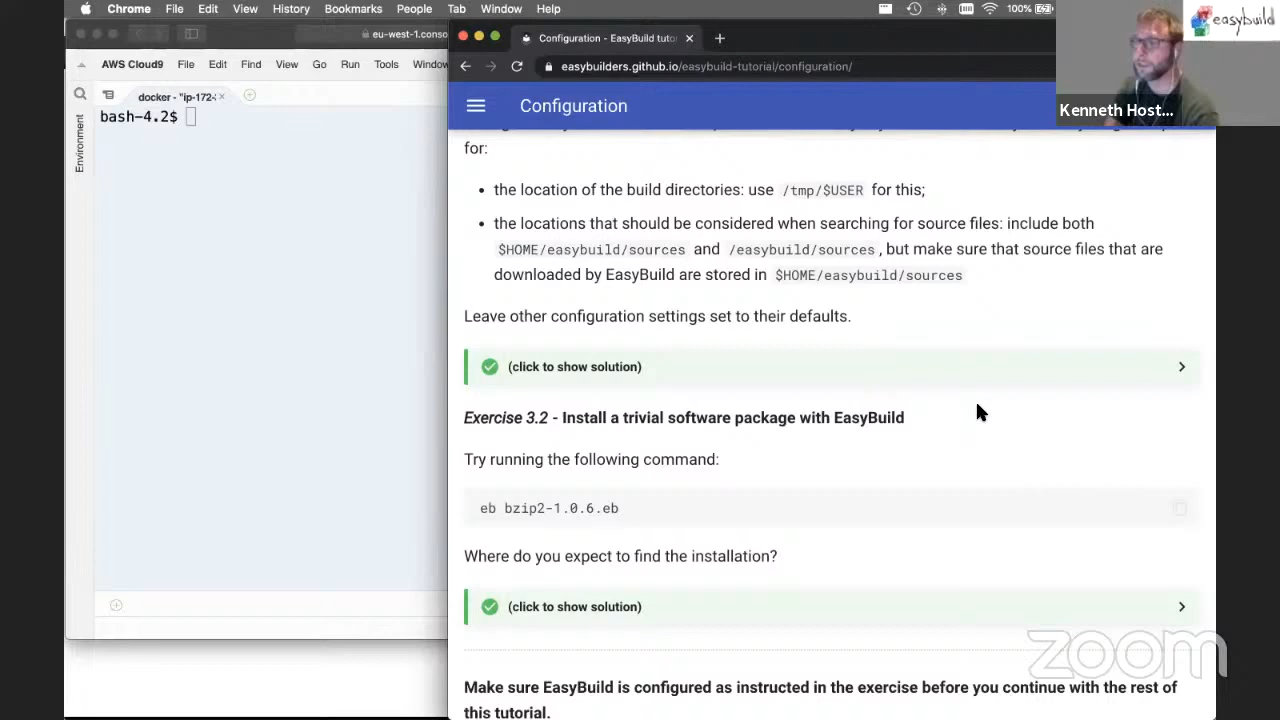 Chrome File Edit View History Bookmarks People Tab Window Help 100%
easybuild
eu-west-1.conso
Configuration - EasyBuild tuto
AWS Cloud9 File Edit Find View Go Run Tools Window
easybuilders.github.io/easybuild-tutorial/configuration/
docker - "ip-172-
Configuration
Kenneth Host...
bash-4.2$
Environment
for:
the location of the build directories: use /tmp/$USER for this;
the locations that should be considered when searching for source files: include both
$HOME/easybuild/sources and /easybuild/sources, but make sure that source files that are
downloaded by EasyBuild are stored in $HOME/easybuild/sources
Leave other configuration settings set to their defaults.
(click to show solution)
Exercise 3.2 - Install a trivial software package with EasyBuild
Try running the following command:
eb bzip2-1.0.6.eb
Where do you expect to find the installation?
(click to show solution)
zoom
Make sure EasyBuild is configured as instructed in the exercise before you continue with the rest of
this tutorial.